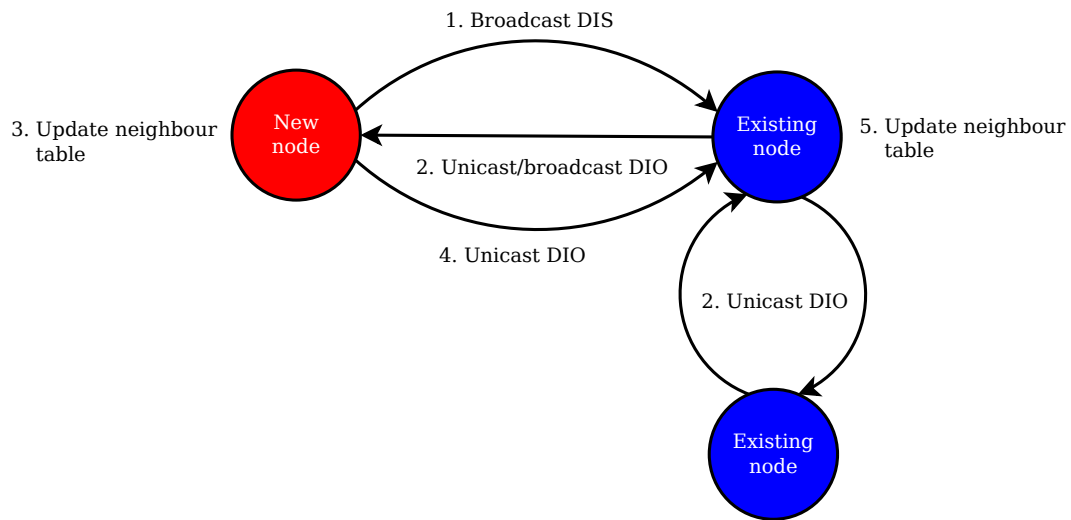 1. Broadcast DIS
New
node
Existing
node
3. Update neighbour
table
5. Update neighbour
table
2. Unicast/broadcast DIO
4. Unicast DIO
2. Unicast DIO
Existing
node